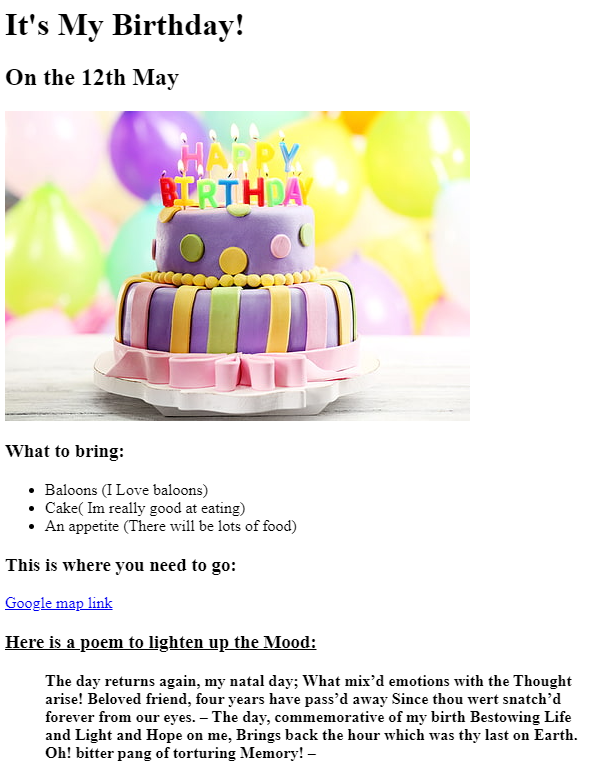 It's My Birthday!
On the 12th May
HAPPY
BIRTHDAY
What to bring:
Baloons (I Love baloons)
Cake( Im really good at eating)
An appetite (There will be lots of food)
This is where you need to go:
Google map link
Here is a poem to lighten up the Mood:
The day returns again, my natal day; What mix’d emotions with the Thought
arise! Beloved friend, four years have pass’d away Since thou wert snatch’d
forever from our eyes. – The day, commemorative of my birth Bestowing Life
and Light and Hope on me, Brings back the hour which was thy last on Earth.
Oh! bitter pang of torturing Memory! –